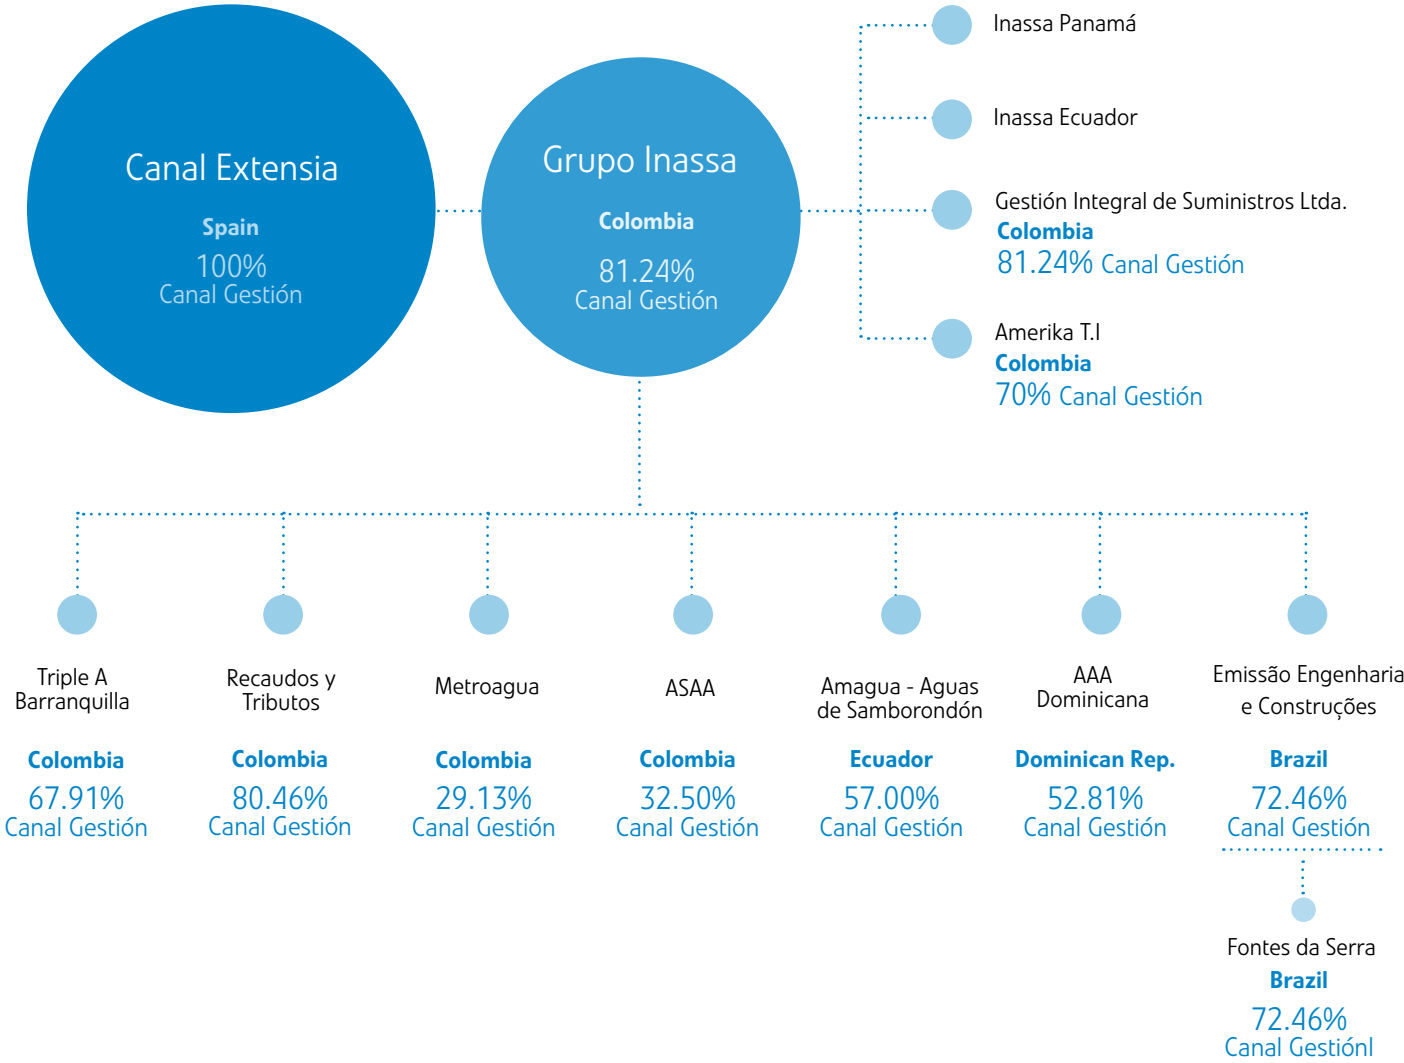 Canal Extensia
Spain
100%
Canal Gestión
Grupo Inassa
Colombia
81.24%
Canal Gestión
Inassa Panamá
Inassa Ecuador
Gestión Integral de Suministros Ltda.
Colombia
81.24% Canal Gestión
Amerika T.I
Colombia
70% Canal Gestión
Triple A
Barranquilla
Colombia
67.91%
Canal Gestión
Recaudos y
Tributos
Colombia
80.46%
Canal Gestión
Metroagua
Colombia
29.13%
Canal Gestión
ASAA
Colombia
32.50%
Canal Gestión
Amagua - Aguas
de Samborondón
Ecuador
57.00%
Canal Gestión
AAA
Dominicana
Dominican Rep.
52.81%
Canal Gestión
Emissão Engenharia
e Construções
Brazil
72.46%
Canal Gestión
Fontes da Serra
Brazil
72.46%
Canal Gestiónl